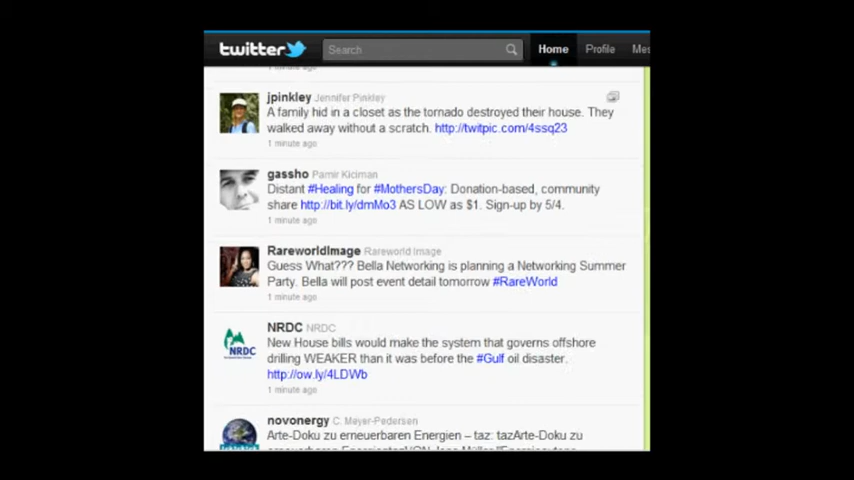 twitter Search Home Profile Mes
1 minute ago
jpinkley Jennifer Pinkley
A family hid in a closet as the tornado destroyed their house. They
walked away without a scratch. http://twitpic.com/4ssq23
1 minute ago
gassho Pamir Kiciman
Distant #Healing for #MothersDay: Donation-based, community
share http://bit.ly/dmMo3 AS LOW as $1. Sign-up by 5/4.
1 minute ago
RareworldImage Rareworld Image
Guess What??? Bella Networking is planning a Networking Summer
Party. Bella will post event detail tomorrow #RareWorld
1 minute ago
NRDC NRDC
NRDC
New House bills would make the system that governs offshore
drilling WEAKER than it was before the #Gulf oil disaster.
http://ow.ly/4LDWb
1 minute ago
novonergy C. Meyer-Pedersen
Arte-Doku zu erneuerbaren Energien – taz: tazArte-Doku zu